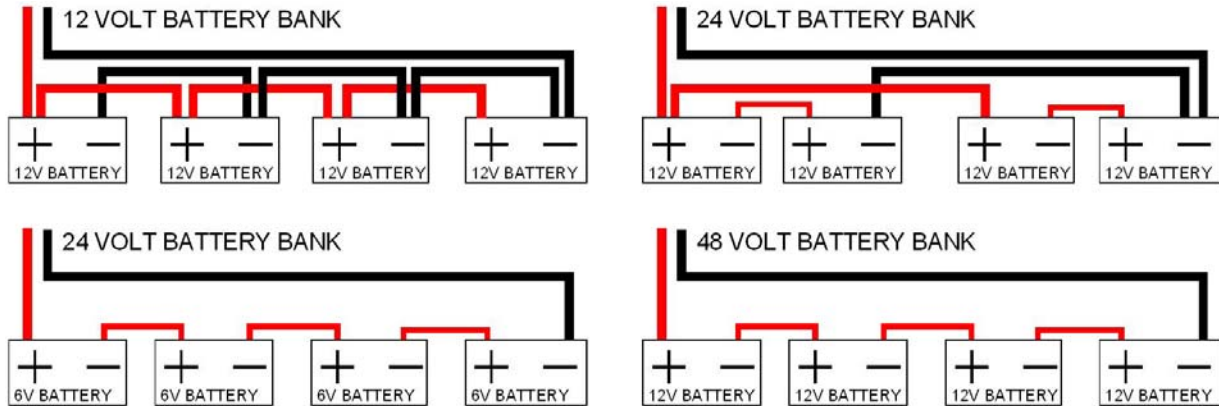 12 VOLT BATTERY BANK
+ − + − + − + −
12V BATTERY 12V BATTERY 12V BATTERY 12V BATTERY
24 VOLT BATTERY BANK
+ − + − + − + −
12V BATTERY 12V BATTERY 12V BATTERY 12V BATTERY
24 VOLT BATTERY BANK
+ − + − + − + −
6V BATTERY 6V BATTERY 6V BATTERY 6V BATTERY
48 VOLT BATTERY BANK
+ − + − + − + −
12V BATTERY 12V BATTERY 12V BATTERY 12V BATTERY